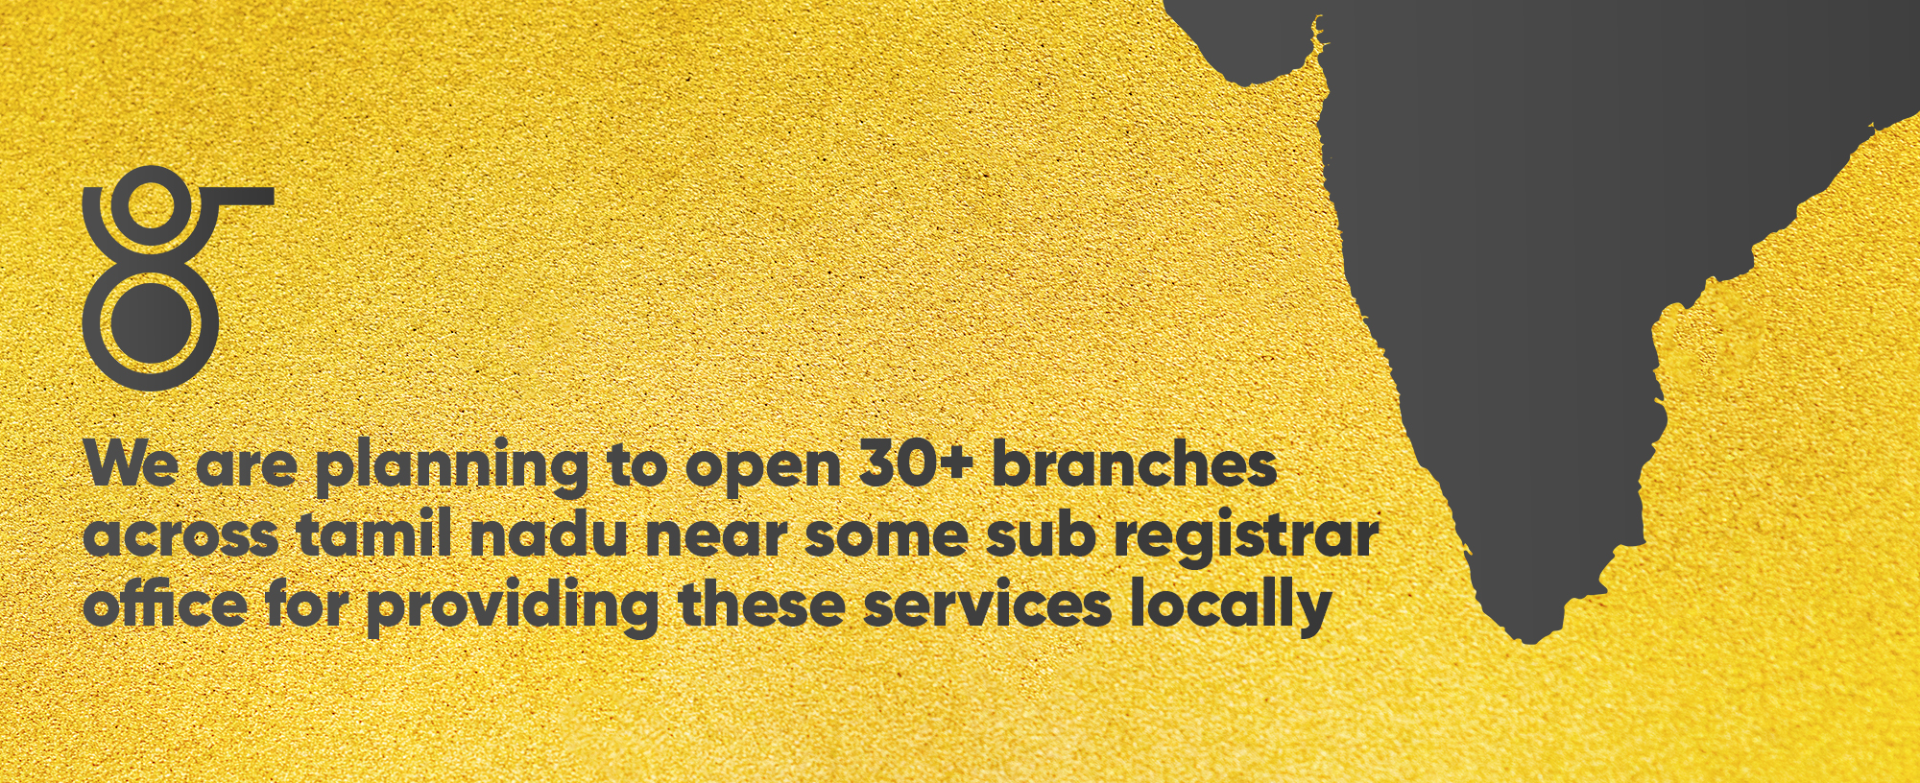 We are planning to open 30+ branches
across tamil nadu near some sub registrar
office for providing these services locally